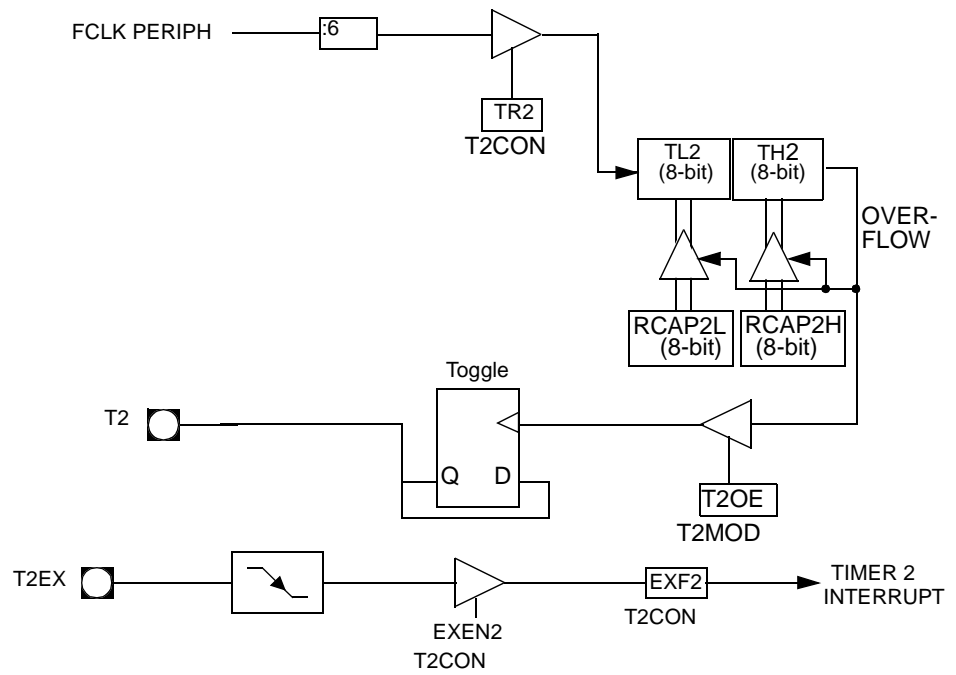 FCLK PERIPH
:6
TR2
T2CON
TL2
(8-bit)
TH2
(8-bit)
OVER-
FLOW
RCAP2L
(8-bit)
RCAP2H
(8-bit)
Toggle
T2
Q D
T2OE
T2MOD
T2EX
EXEN2
T2CON
EXF2
T2CON
TIMER 2
INTERRUPT